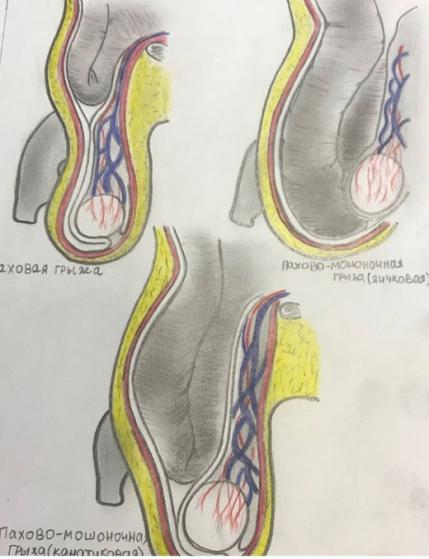 аховая грыжа
пахово-мошоночная
грыжа (яичковая)
Пахово-мошоночная
грыжа (канатиковая)